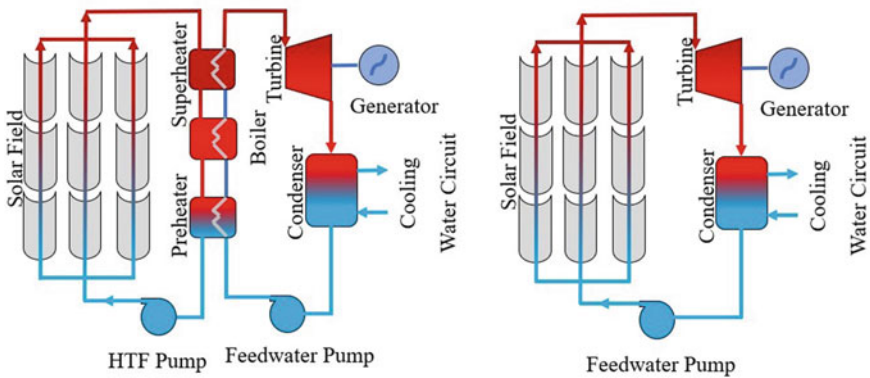 Solar Field
Superheater
Boiler
Preheater
Turbine
Generator
Condenser
Cooling
Water Circuit
HTF Pump
Feedwater Pump
Solar Field
Turbine
Generator
Condenser
Cooling
Water Circuit
Feedwater Pump